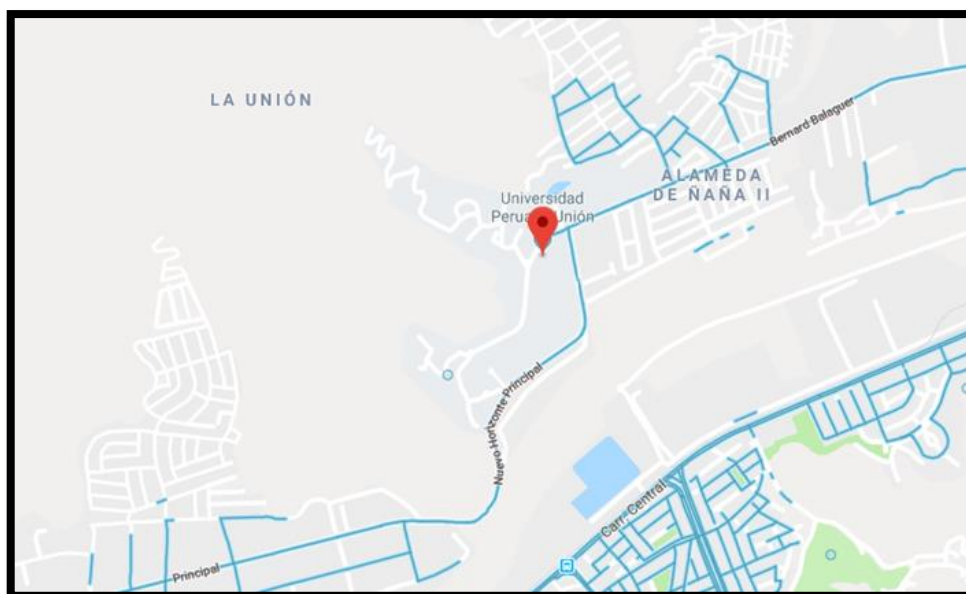 LA UNIÓN
Bernard Balaguer
ALAMEDA
DE ÑAÑA II
Universidad
Peruana Unión
Nuevo Horizonte Principal
Carr. Central
Principal